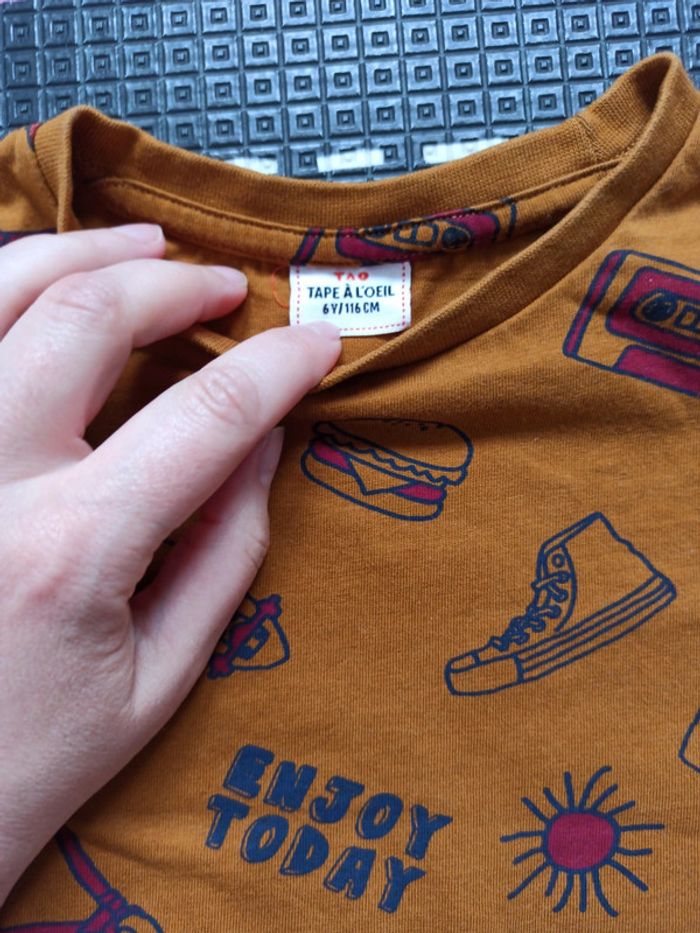 TAO
TAPE À L'OEIL
6Y/116 CM
ENJOY
TODAY